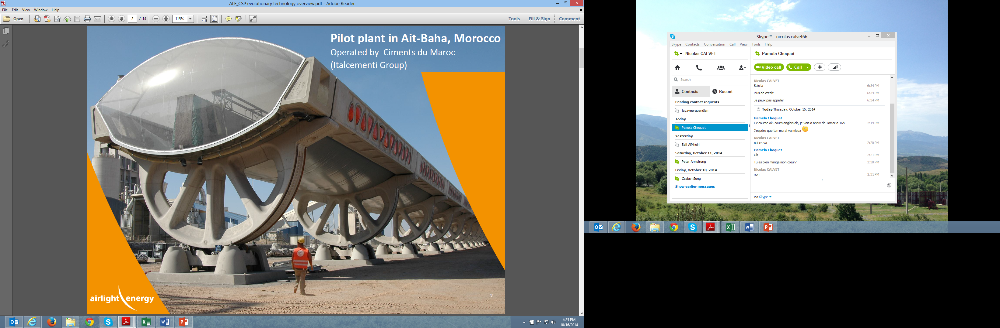 ALE_CSP evolutionary technology overview.pdf - Adobe Reader
File Edit View Window Help
Open 2 / 14 115% Tools Fill & Sign Comment
Pilot plant in Ait-Baha, Morocco
Operated by Ciments du Maroc
(Italcementi Group)
airlight energy
2
4:25 PM
10/16/2014
Skype™ - nicolas.calvet66
Skype Contacts Conversation Call View Tools Help
Nicolas CALVET
Search
Contacts Recent
Pending contact requests
jayaveerapandian
Today
Pamela Choquet
Yesterday
Saif AlMheiri
Saturday, October 11, 2014
Peter Armstrong
Friday, October 10, 2014
Csabsn Song
Show earlier messages
Pamela Choquet
Video call Call
Nicolas CALVET
Suis la 6:34 PM
Plus de credit 6:34 PM
Je peux pas appeller 6:34 PM
Today Thursday, October 16, 2014
Pamela Choquet
Cc course ok, cours anglais ok, je vais a anniv de Tamar a 16h 2:19 PM
J'espère que ton moral va mieux
Nicolas CALVET
oui ca va 2:20 PM
Pamela Choquet
Ok 2:21 PM
Tu as bien mangé mon cœur? 2:30 PM
Nicolas CALVET
non 2:31 PM
via Skype